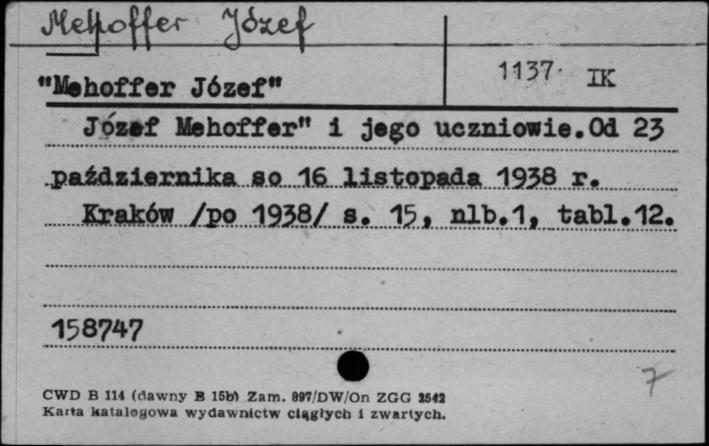 Mehoffer Józef
"Mehoffer Józef"
1137 IK
Józef Mehoffer" i jego uczniowie.Od 23
października so 16 listopada 1938 r.
Kraków /po 1938/ s. 15, nlb.1, tabl.12.
158747
7
CWD B 114 (dawny B 15b) Zam. 897/DW/On ZGG 2542
Karta katalogowa wydawnictw ciągłych i zwartych.